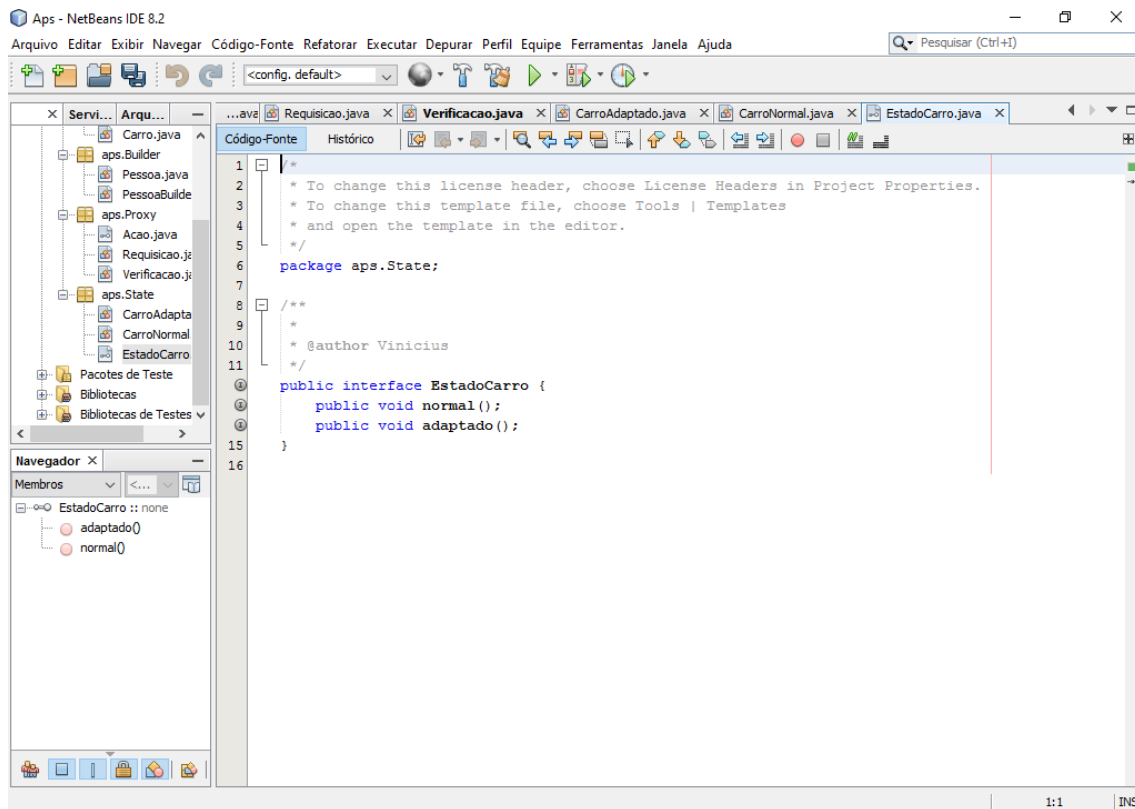 Aps - NetBeans IDE 8.2
Arquivo Editar Exibir Navegar Código-Fonte Refatorar Executar Depurar Perfil Equipe Ferramentas Janela Ajuda
Pesquisar (Ctrl+I)
<config. default>
Servi... Arqu...
Carro.java
aps.Builder
Pessoa.java
PessoaBuilde
aps.Proxy
Acao.java
Requisicao.ja
Verificacao.ja
aps.State
CarroAdapta
CarroNormal
EstadoCarro
Pacotes de Teste
Bibliotecas
Bibliotecas de Testes
Navegador
Membros
<...
EstadoCarro :: none
adaptado()
normal()
...ava Requisicao.java Verificacao.java CarroAdaptado.java CarroNormal.java EstadoCarro.java
Código-Fonte Histórico
1 /*
2 * To change this license header, choose License Headers in Project Properties.
3 * To change this template file, choose Tools | Templates
4 * and open the template in the editor.
5 */
6 package aps.State;
7
8 /**
9 *
10 * @author Vinicius
11 */
public interface EstadoCarro {
public void normal();
public void adaptado();
15 }
16
1:1 INS